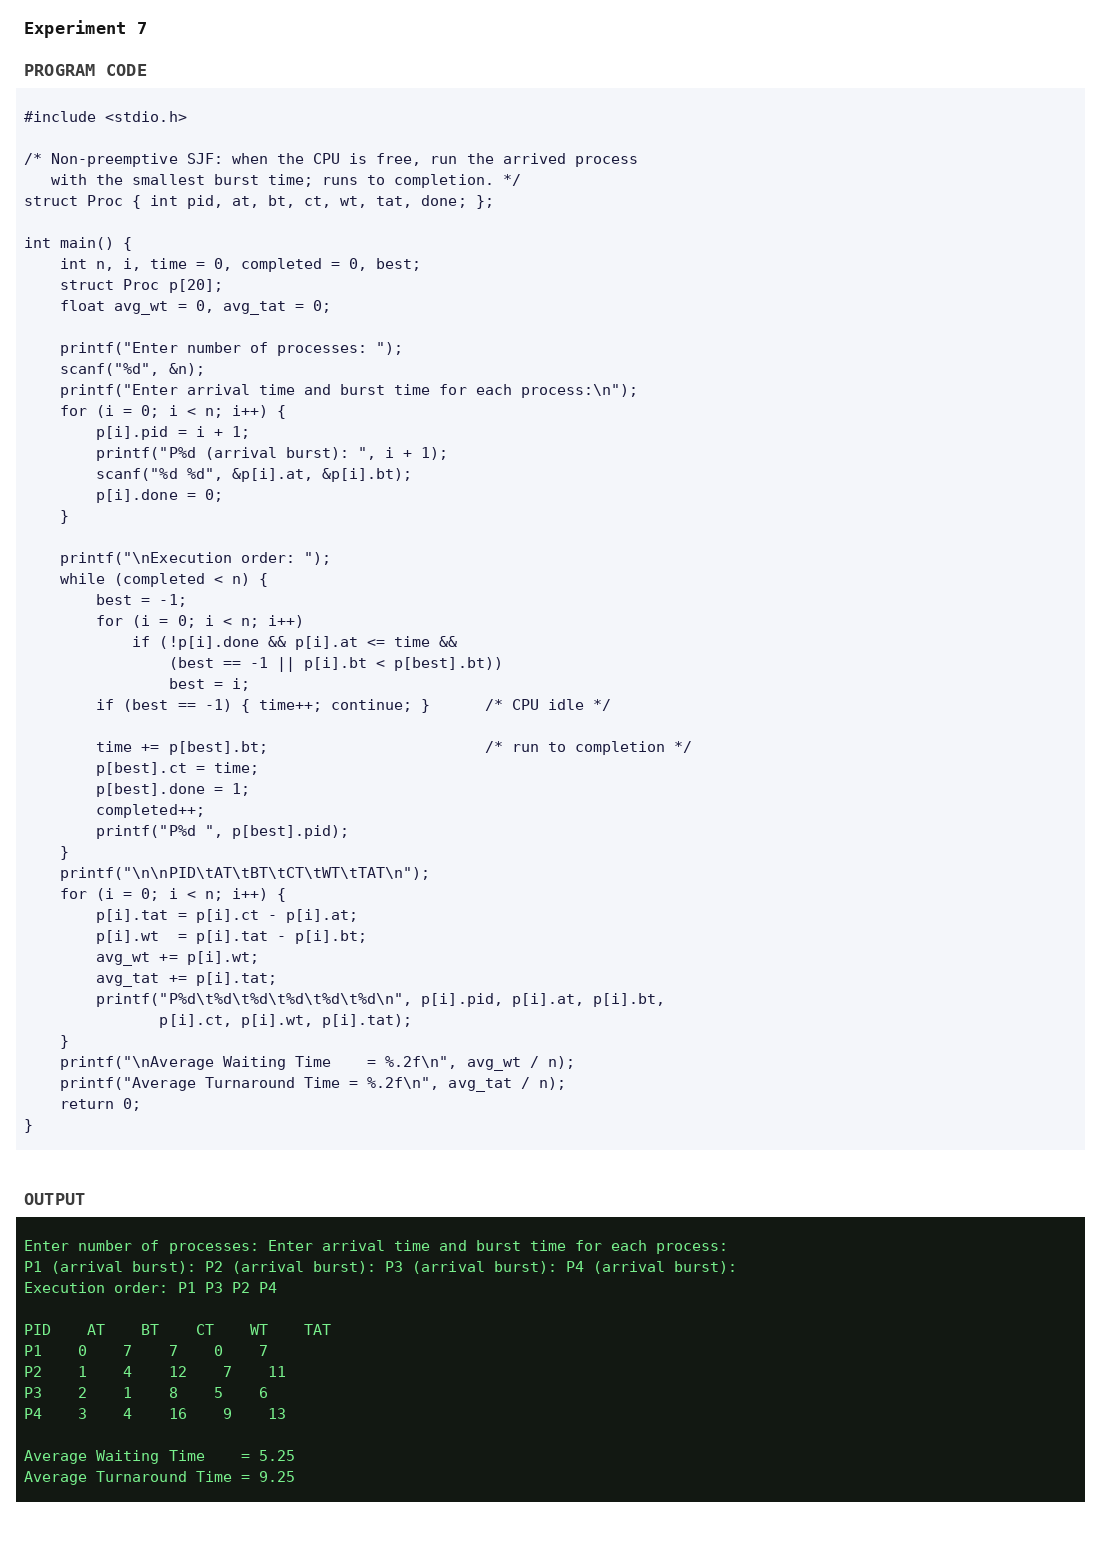 Experiment 7
PROGRAM CODE
#include <stdio.h>
/* Non-preemptive SJF: when the CPU is free, run the arrived process
   with the smallest burst time; runs to completion. */
struct Proc { int pid, at, bt, ct, wt, tat, done; };
int main() {
    int n, i, time = 0, completed = 0, best;
    struct Proc p[20];
    float avg_wt = 0, avg_tat = 0;
    printf("Enter number of processes: ");
    scanf("%d", &n);
    printf("Enter arrival time and burst time for each process:\n");
    for (i = 0; i < n; i++) {
        p[i].pid = i + 1;
        printf("P%d (arrival burst): ", i + 1);
        scanf("%d %d", &p[i].at, &p[i].bt);
        p[i].done = 0;
    }
    printf("\nExecution order: ");
    while (completed < n) {
        best = -1;
        for (i = 0; i < n; i++)
            if (!p[i].done && p[i].at <= time &&
                (best == -1 || p[i].bt < p[best].bt))
                best = i;
        if (best == -1) { time++; continue; }      /* CPU idle */
        time += p[best].bt;                        /* run to completion */
        p[best].ct = time;
        p[best].done = 1;
        completed++;
        printf("P%d ", p[best].pid);
    }
    printf("\n\nPID\tAT\tBT\tCT\tWT\tTAT\n");
    for (i = 0; i < n; i++) {
        p[i].tat = p[i].ct - p[i].at;
        p[i].wt  = p[i].tat - p[i].bt;
        avg_wt += p[i].wt;
        avg_tat += p[i].tat;
        printf("P%d\t%d\t%d\t%d\t%d\t%d\n", p[i].pid, p[i].at, p[i].bt,
               p[i].ct, p[i].wt, p[i].tat);
    }
    printf("\nAverage Waiting Time    = %.2f\n", avg_wt / n);
    printf("Average Turnaround Time = %.2f\n", avg_tat / n);
    return 0;
}
OUTPUT
Enter number of processes: Enter arrival time and burst time for each process:
P1 (arrival burst): P2 (arrival burst): P3 (arrival burst): P4 (arrival burst):
Execution order: P1 P3 P2 P4
PID    AT    BT    CT    WT    TAT
P1    0    7    7    0    7
P2    1    4    12    7    11
P3    2    1    8    5    6
P4    3    4    16    9    13
Average Waiting Time    = 5.25
Average Turnaround Time = 9.25